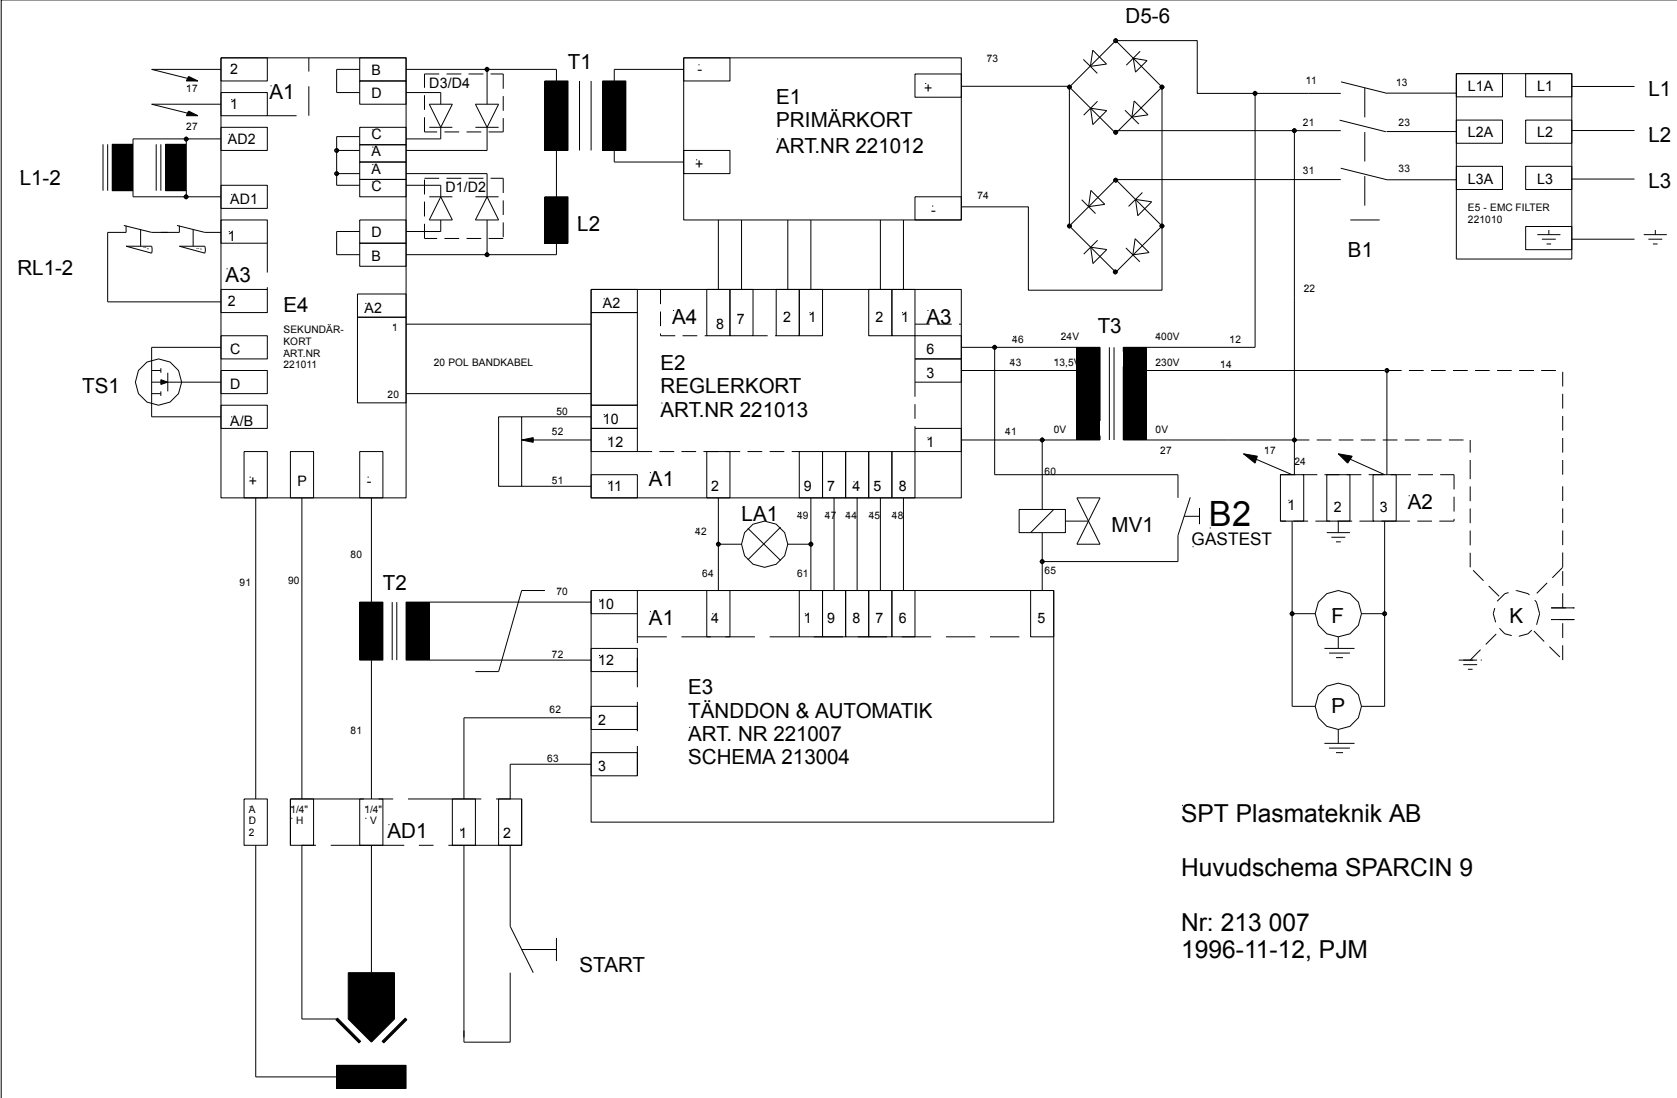 D5-6
T1
73
2
17
1
27
A1
AD2
L1-2
AD1
1
RL1-2
A3
2
E4
SEKUNDÄR-
KORT
ART.NR
221011
C
TS1
D
A/B
+
P
-
B
D
C
A
A
C
D
B
D3/D4
D1/D2
A2
1
20
20 POL BANDKABEL
L2
-
+
E1
PRIMÄRKORT
ART.NR 221012
+
-
74
11
13
21
23
31
33
B1
L1A
L1
L2A
L2
L3A
L3
E5 - EMC FILTER
221010
L1
L2
L3
22
A2
A4
8
7
2
1
2
1
A3
E2
REGLERKORT
ART.NR 221013
6
3
1
10
12
11
50
52
51
A1
2
9
7
4
5
8
46
24V
43
13,5V
41
0V
T3
400V
12
230V
14
0V
27
17
24
60
MV1
B2
GASTEST
65
1
2
3
A2
F
P
K
42
LA1
49
47
44
45
48
64
61
80
91
90
T2
70
72
81
62
63
10
12
2
3
A1
4
1
9
8
7
6
5
E3
TÄNDDON & AUTOMATIK
ART. NR 221007
SCHEMA 213004
A
D
2
1/4"
H
1/4"
V
AD1
1
2
START
SPT Plasmateknik AB
Huvudschema SPARCIN 9
Nr: 213 007
1996-11-12, PJM